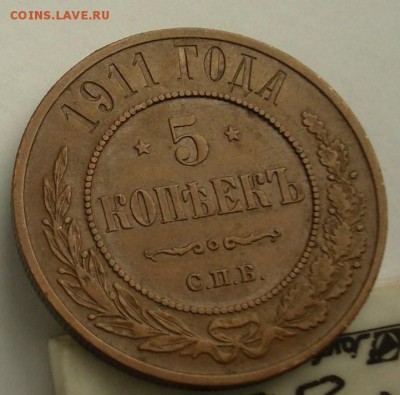 COINS.LAVE.RU
1911 ГОДА
5
КОПѢЕКЪ
С.П.Б.